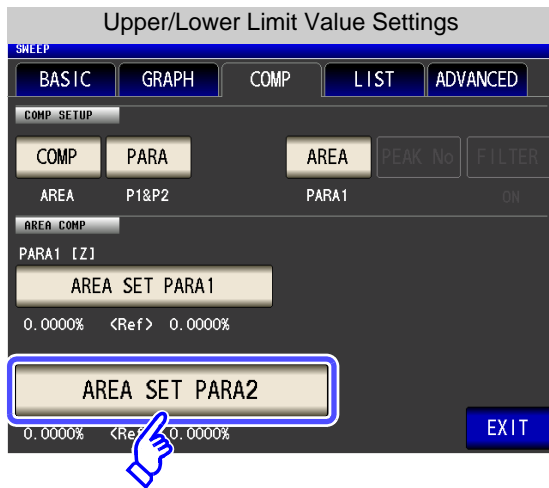 Upper/Lower Limit Value Settings
SWEEP
BASIC GRAPH COMP LIST ADVANCED
COMP SETUP
COMP PARA AREA PEAK No FILTER
AREA P1&P2 PARA1 ON
AREA COMP
PARA1 [Z]
AREA SET PARA1
0.0000% <Ref> 0.0000%
AREA SET PARA2
0.0000% <Ref> 0.0000%
EXIT